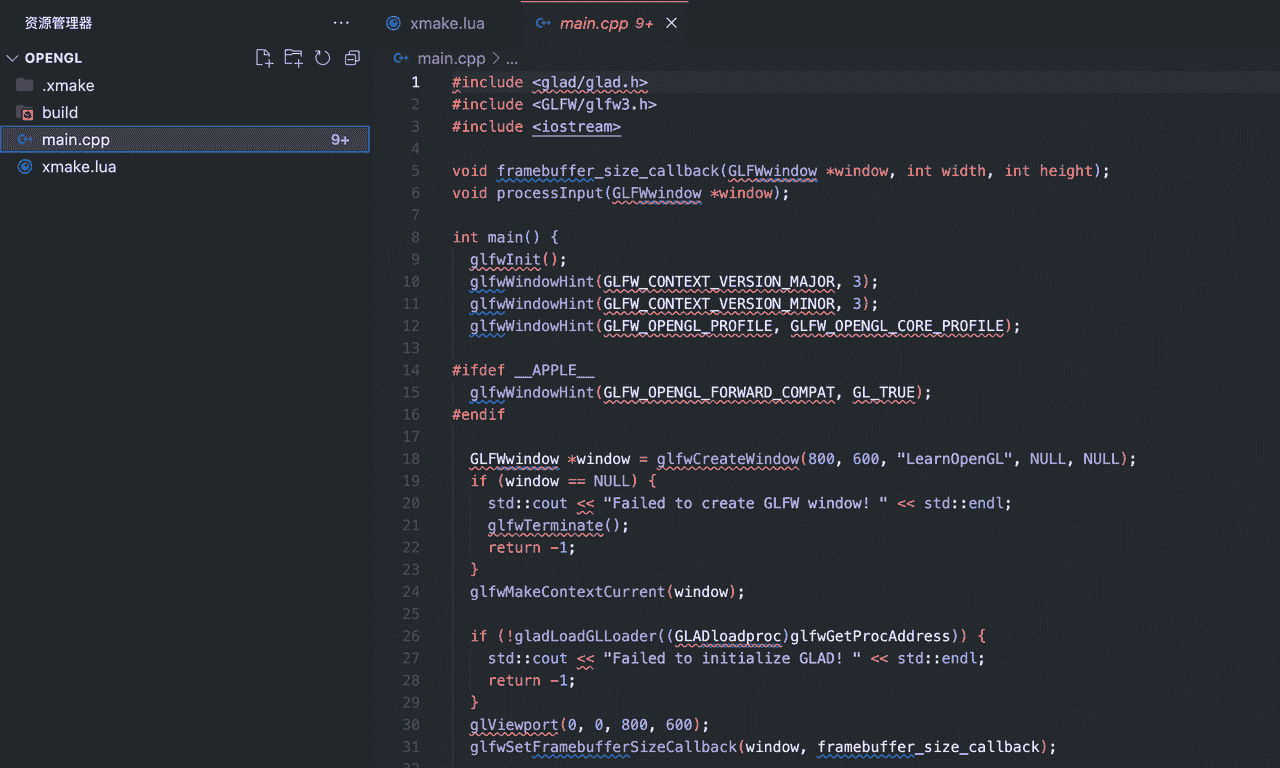 资源管理器 ···
OPENGL
.xmake
build
main.cpp 9+
xmake.lua
xmake.lua
main.cpp 9+
main.cpp > ...
1 #include <glad/glad.h>
2 #include <GLFW/glfw3.h>
3 #include <iostream>
4
5 void framebuffer_size_callback(GLFWwindow *window, int width, int height);
6 void processInput(GLFWwindow *window);
7
8 int main() {
9 glfwInit();
10 glfwWindowHint(GLFW_CONTEXT_VERSION_MAJOR, 3);
11 glfwWindowHint(GLFW_CONTEXT_VERSION_MINOR, 3);
12 glfwWindowHint(GLFW_OPENGL_PROFILE, GLFW_OPENGL_CORE_PROFILE);
13
14 #ifdef __APPLE__
15 glfwWindowHint(GLFW_OPENGL_FORWARD_COMPAT, GL_TRUE);
16 #endif
17
18 GLFWwindow *window = glfwCreateWindow(800, 600, "LearnOpenGL", NULL, NULL);
19 if (window == NULL) {
20 std::cout << "Failed to create GLFW window! " << std::endl;
21 glfwTerminate();
22 return -1;
23 }
24 glfwMakeContextCurrent(window);
25
26 if (!gladLoadGLLoader((GLADloadproc)glfwGetProcAddress)) {
27 std::cout << "Failed to initialize GLAD! " << std::endl;
28 return -1;
29 }
30 glViewport(0, 0, 800, 600);
31 glfwSetFramebufferSizeCallback(window, framebuffer_size_callback);